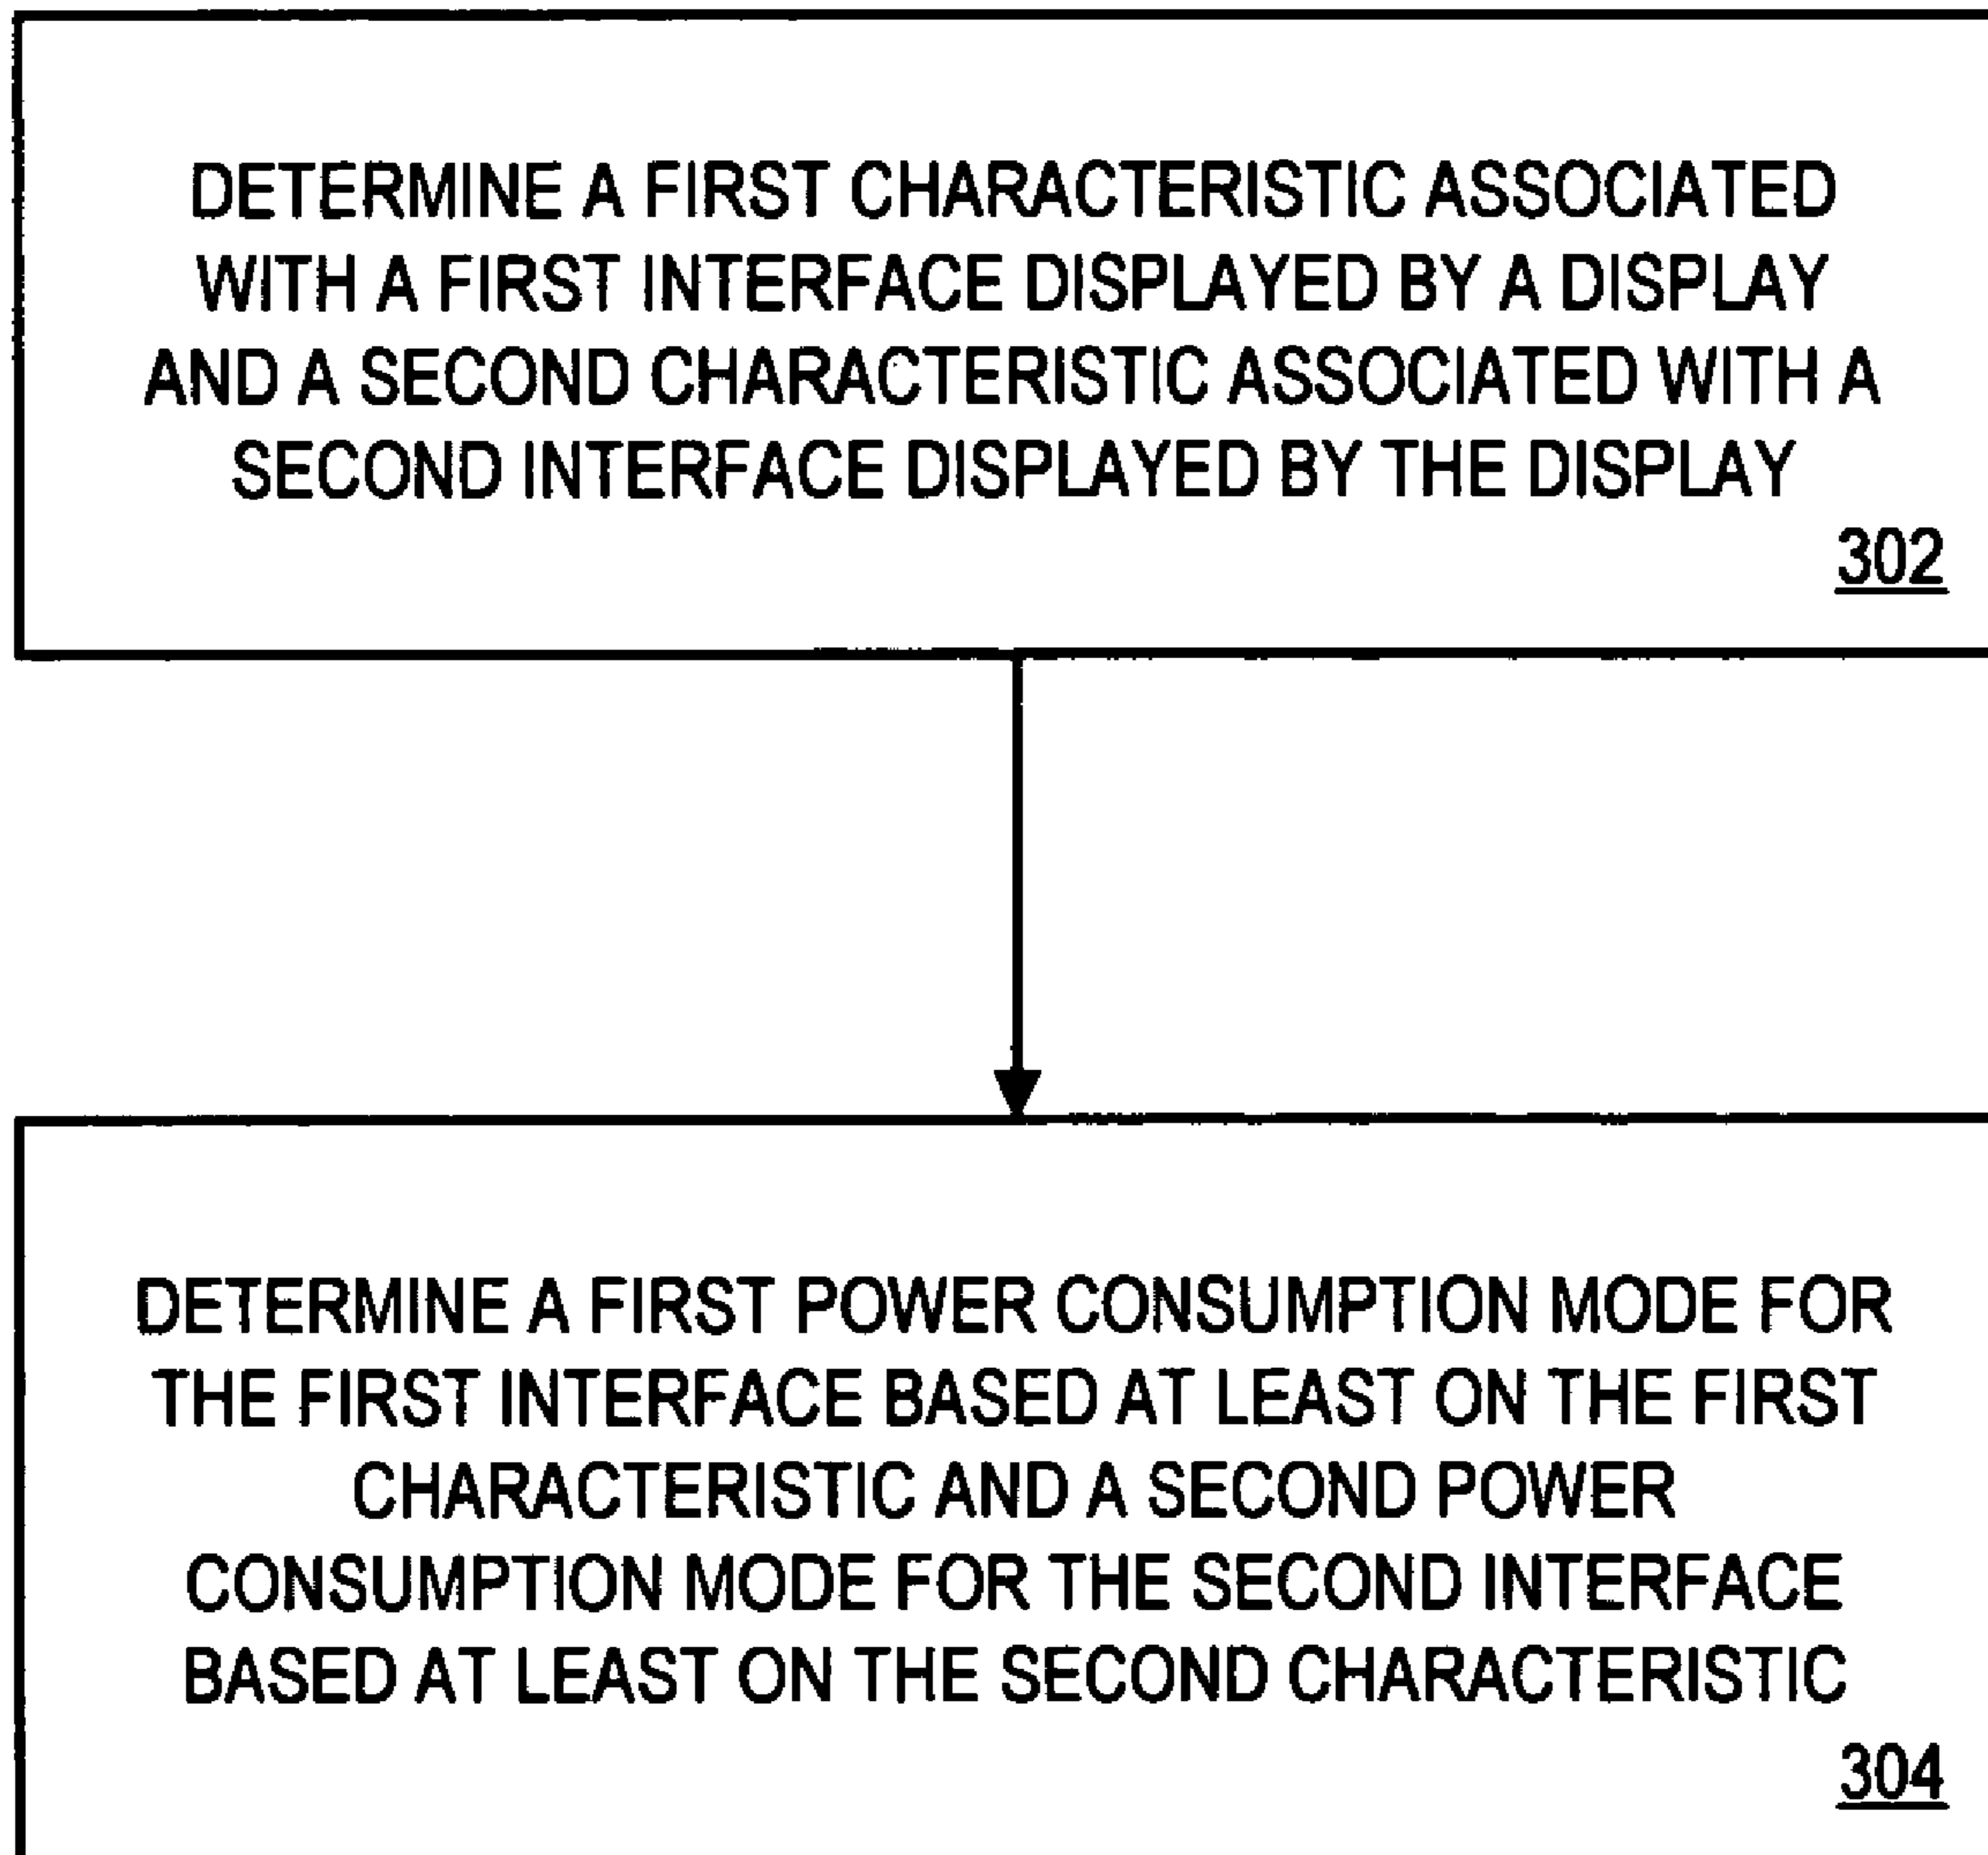 DETERMINE A FIRST CHARACTERISTIC ASSOCIATED
WITH A FIRST INTERFACE DISPLAYED BY A DISPLAY
AND A SECOND CHARACTERISTIC ASSOCIATED WITH A
SECOND INTERFACE DISPLAYED BY THE DISPLAY
302
DETERMINE A FIRST POWER CONSUMPTION MODE FOR
THE FIRST INTERFACE BASED AT LEAST ON THE FIRST
CHARACTERISTIC AND A SECOND POWER
CONSUMPTION MODE FOR THE SECOND INTERFACE
BASED AT LEAST ON THE SECOND CHARACTERISTIC
304